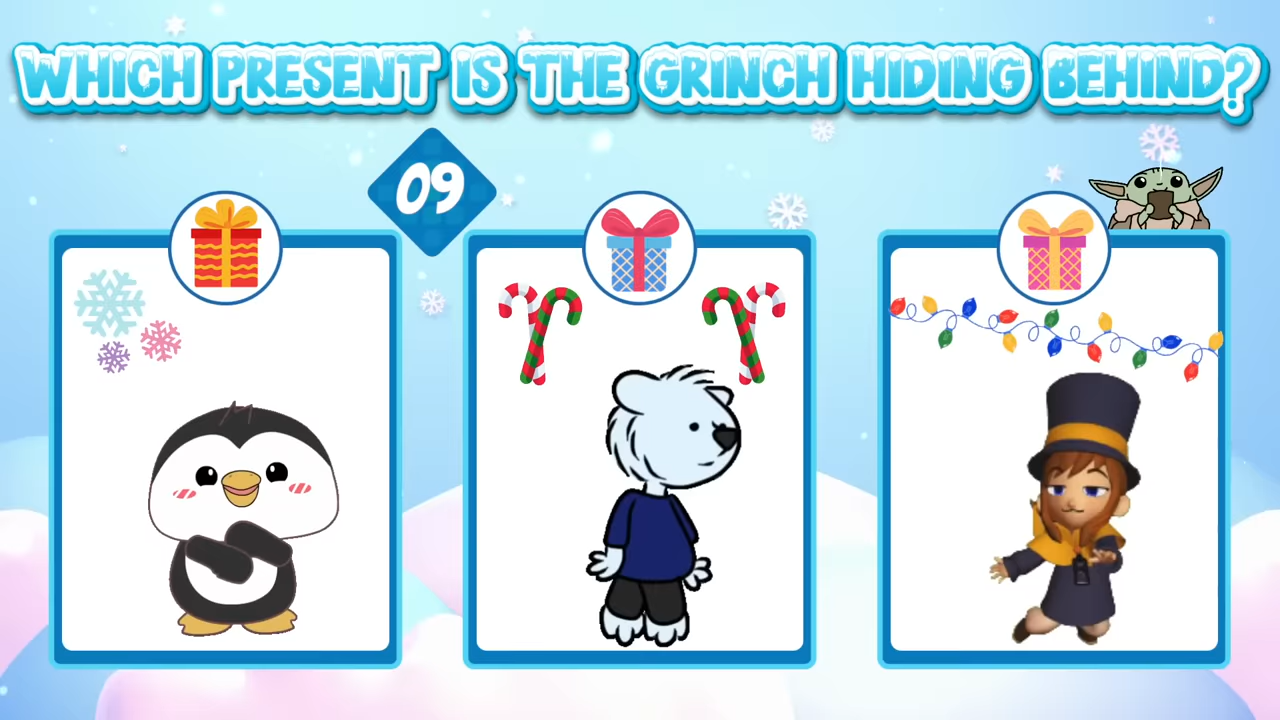 WHICH PRESENT IS THE GRINCH HIDING BEHIND?
09